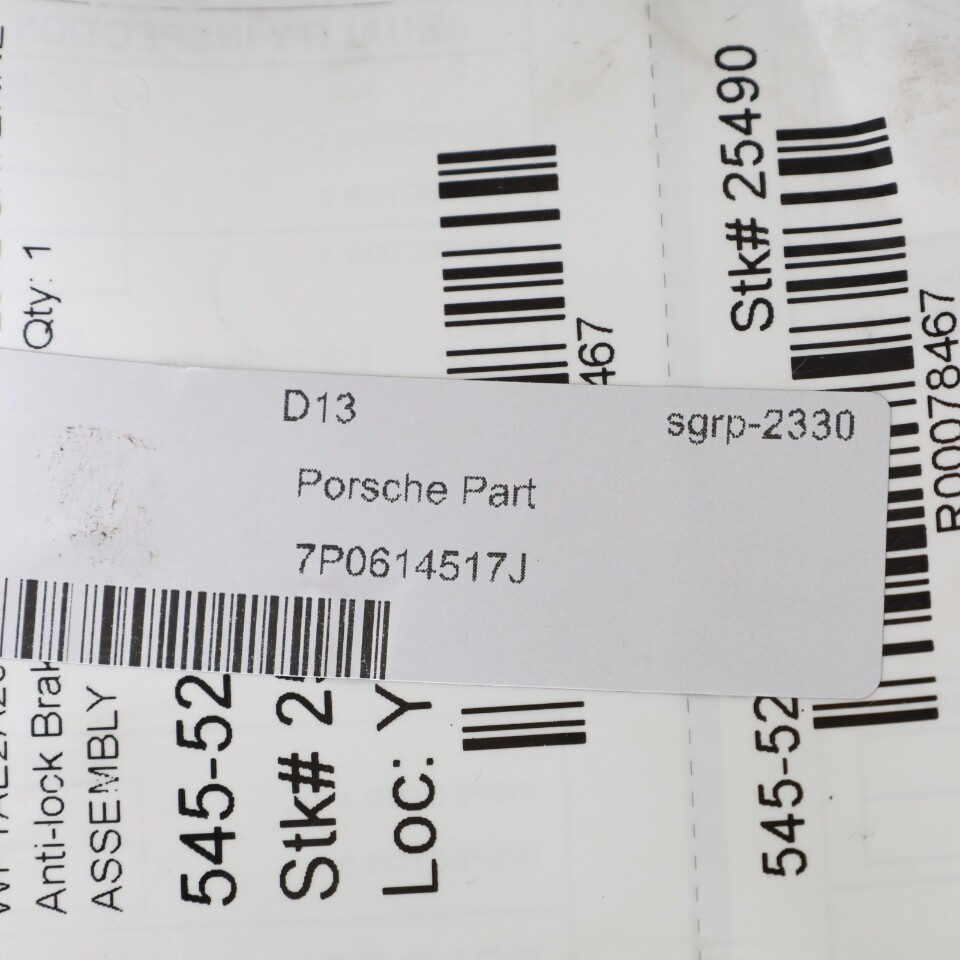 D13
sgrp-2330
Porsche Part
7P0614517J
Qty: 1
Anti-lock Brak
ASSEMBLY
545-52
Stk# 25
Loc: Y
467
Stk# 25490
545-52
R00078467